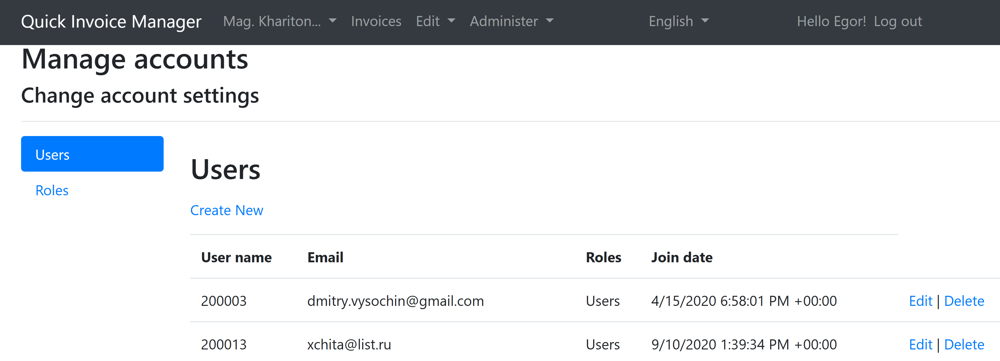 Quick Invoice Manager Mag. Khariton... Invoices Edit Administer English Hello Egor! Log out
Manage accounts
Change account settings
Users
Roles
Users
Create New
User name Email Roles Join date
200003 dmitry.vysochin@gmail.com Users 4/15/2020 6:58:01 PM +00:00 Edit | Delete
200013 xchita@list.ru Users 9/10/2020 1:39:34 PM +00:00 Edit | Delete